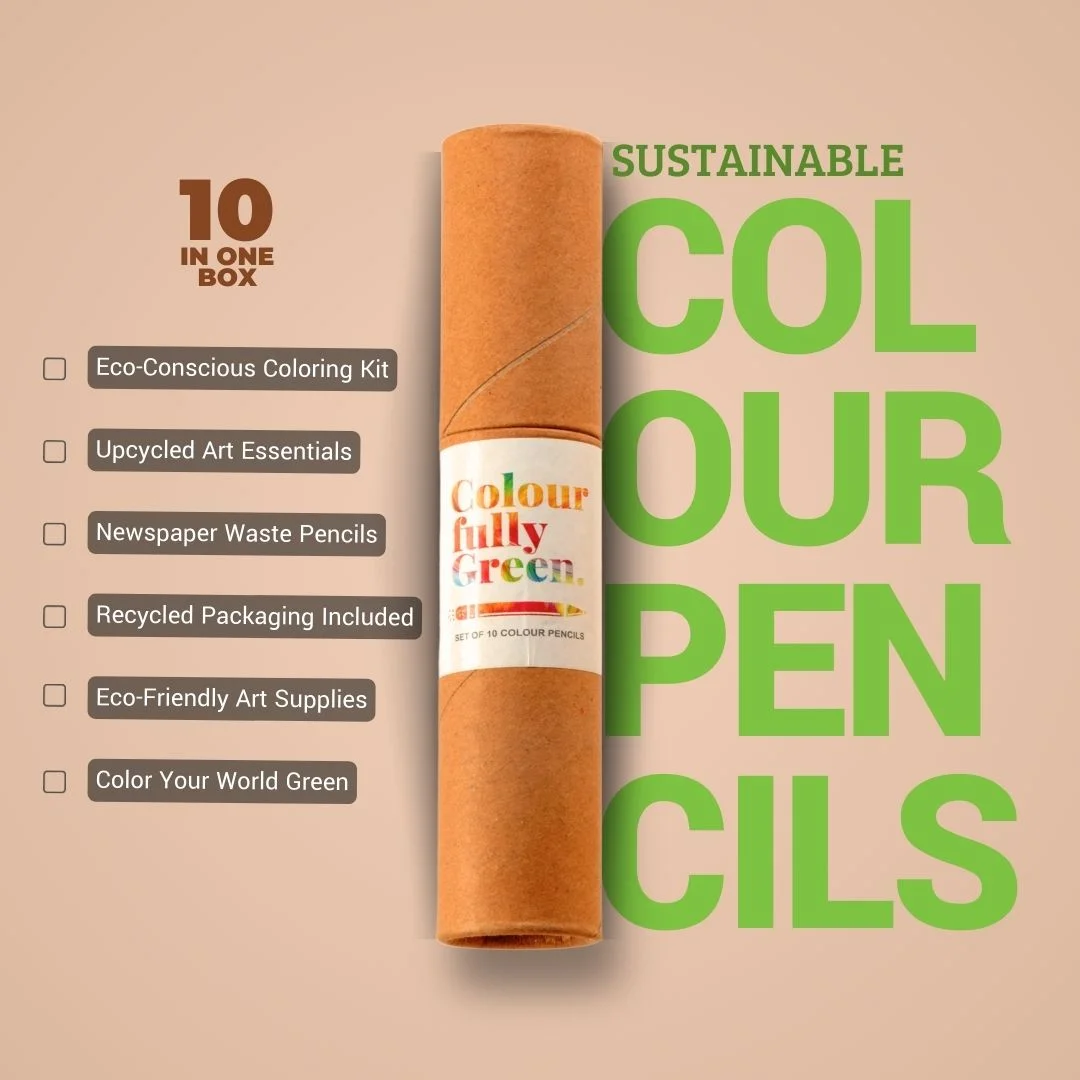 10
IN ONE
BOX
Eco-Conscious Coloring Kit
Upcycled Art Essentials
Newspaper Waste Pencils
Recycled Packaging Included
Eco-Friendly Art Supplies
Color Your World Green
Colour
fully
Green.
SET OF 10 COLOUR PENCILS
SUSTAINABLE
COL
OUR
PEN
CILS